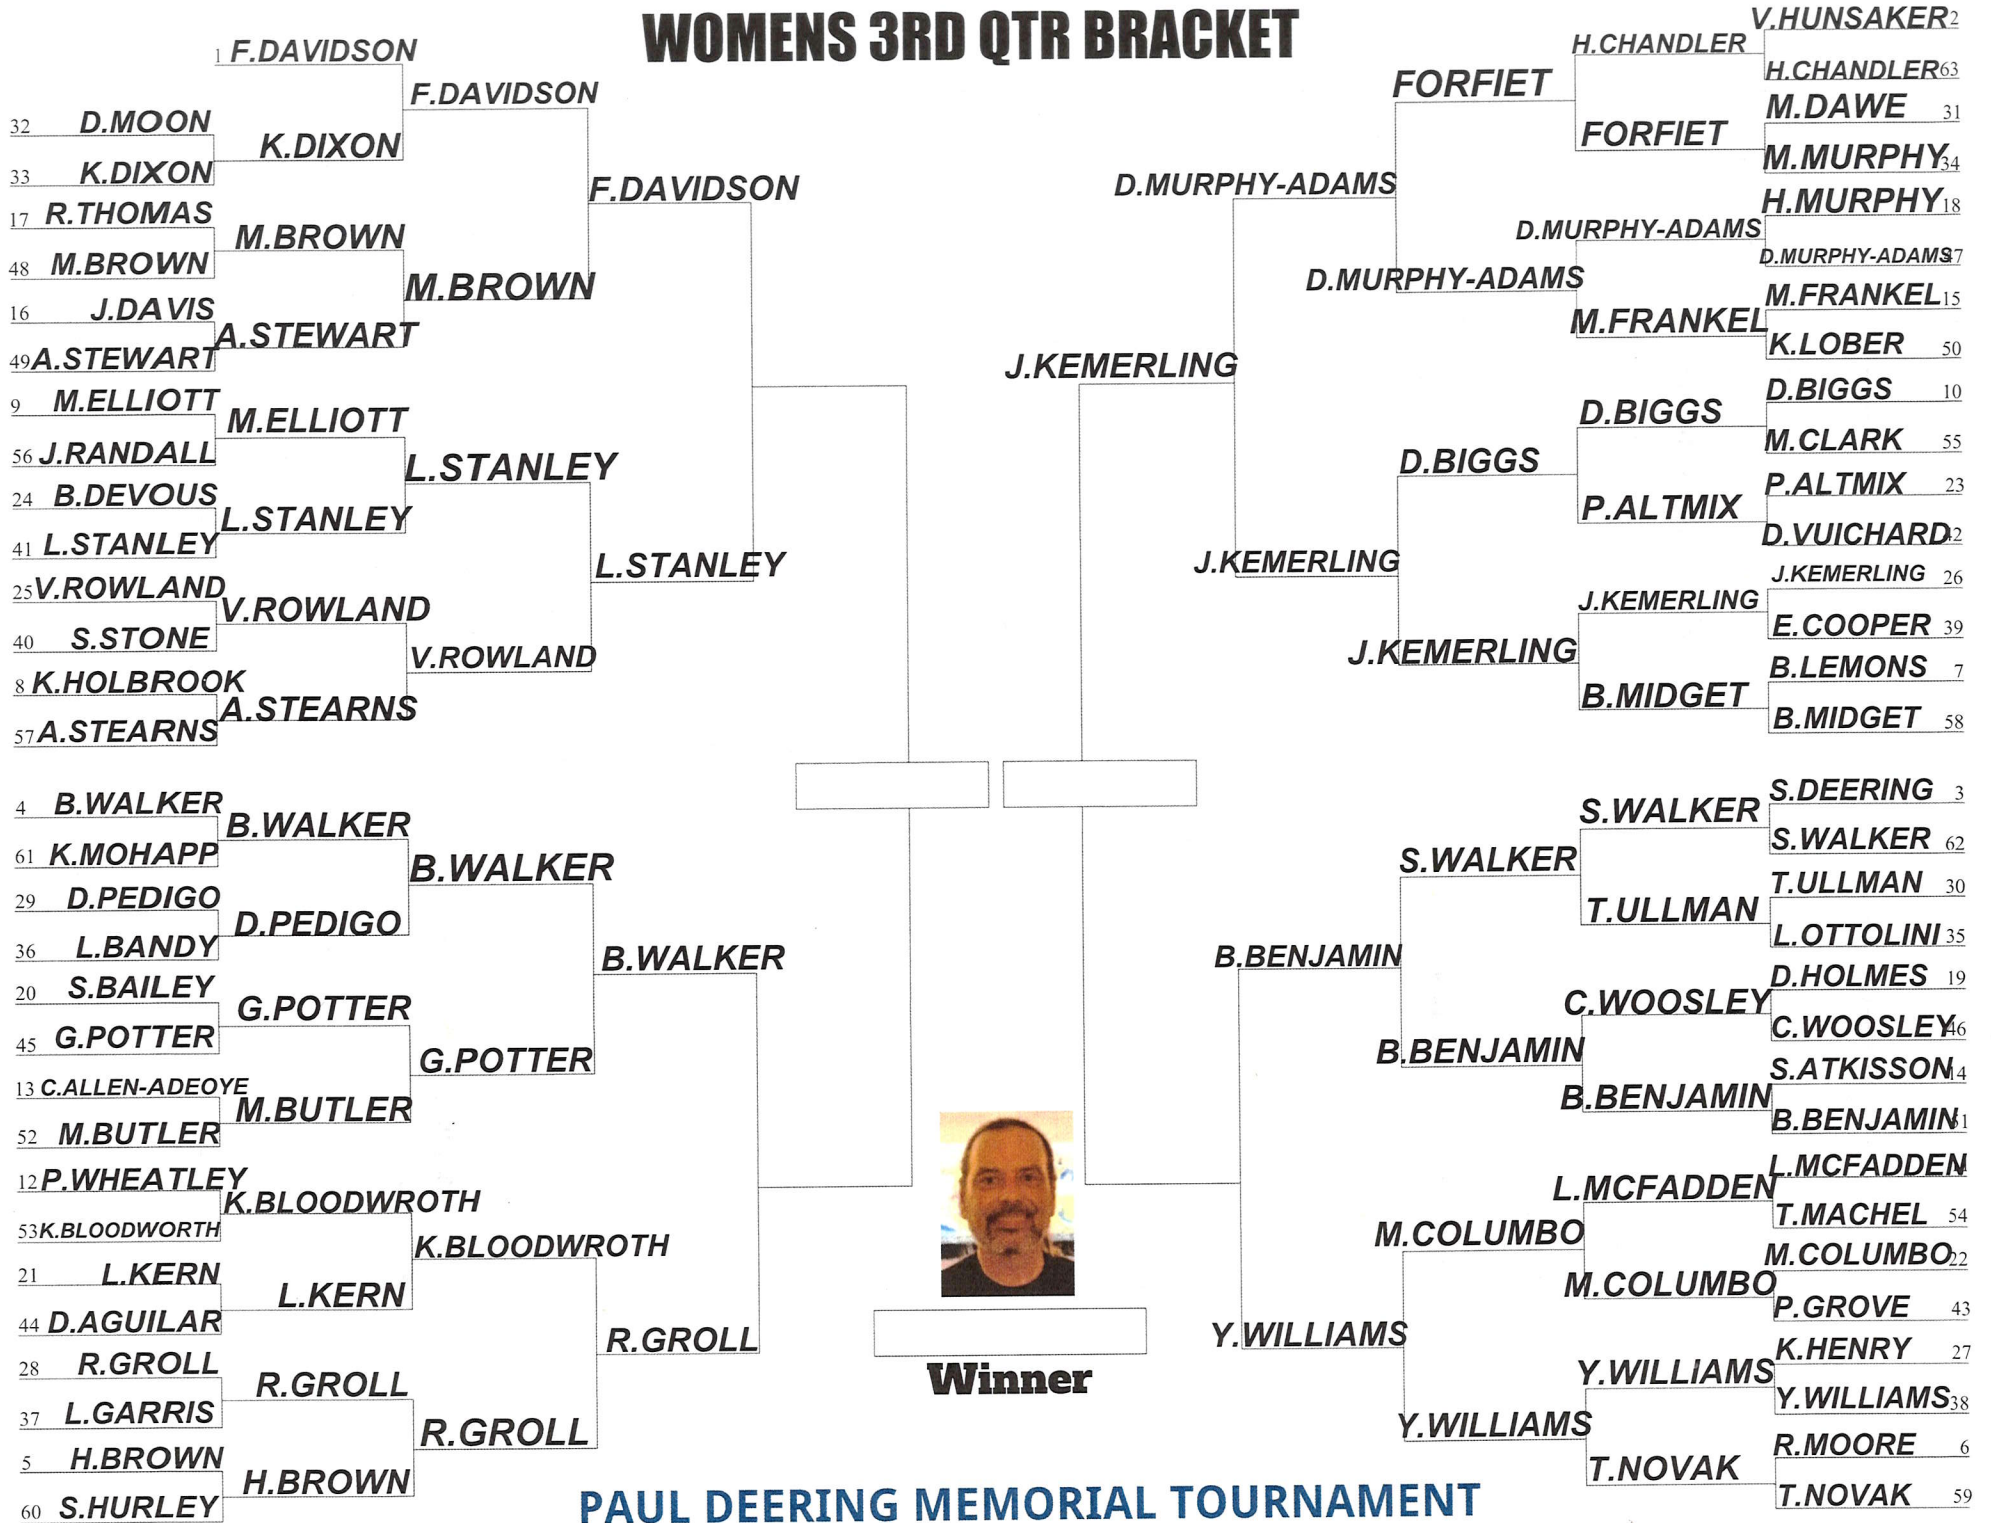 WOMENS 3RD QTR BRACKET
1 F.DAVIDSON
32 D.MOON
33 K.DIXON
17 R.THOMAS
48 M.BROWN
16 J.DAVIS
49 A.STEWART
9 M.ELLIOTT
56 J.RANDALL
24 B.DEVOUS
41 L.STANLEY
25 V.ROWLAND
40 S.STONE
8 K.HOLBROOK
57 A.STEARNS
4 B.WALKER
61 K.MOHAPP
29 D.PEDIGO
36 L.BANDY
20 S.BAILEY
45 G.POTTER
13 C.ALLEN-ADEOYE
52 M.BUTLER
12 P.WHEATLEY
53 K.BLOODWORTH
21 L.KERN
44 D.AGUILAR
28 R.GROLL
37 L.GARRIS
5 H.BROWN
60 S.HURLEY
K.DIXON
M.BROWN
A.STEWART
M.ELLIOTT
L.STANLEY
V.ROWLAND
A.STEARNS
B.WALKER
D.PEDIGO
G.POTTER
M.BUTLER
K.BLOODWROTH
L.KERN
R.GROLL
H.BROWN
F.DAVIDSON
M.BROWN
L.STANLEY
V.ROWLAND
B.WALKER
G.POTTER
K.BLOODWROTH
R.GROLL
F.DAVIDSON
L.STANLEY
B.WALKER
R.GROLL
J.KEMERLING
D.MURPHY-ADAMS
J.KEMERLING
B.BENJAMIN
Y.WILLIAMS
FORFIET
D.MURPHY-ADAMS
D.BIGGS
J.KEMERLING
S.WALKER
B.BENJAMIN
M.COLUMBO
Y.WILLIAMS
H.CHANDLER
FORFIET
D.MURPHY-ADAMS
M.FRANKEL
D.BIGGS
P.ALTMIX
J.KEMERLING
B.MIDGET
S.WALKER
T.ULLMAN
C.WOOSLEY
B.BENJAMIN
L.MCFADDEN
M.COLUMBO
Y.WILLIAMS
T.NOVAK
V.HUNSAKER 2
H.CHANDLER 63
M.DAWE 31
M.MURPHY 34
H.MURPHY 18
D.MURPHY-ADAMS 47
M.FRANKEL 15
K.LOBER 50
D.BIGGS 10
M.CLARK 55
P.ALTMIX 23
D.VUICHARD 42
J.KEMERLING 26
E.COOPER 39
B.LEMONS 7
B.MIDGET 58
S.DEERING 3
S.WALKER 62
T.ULLMAN 30
L.OTTOLINI 35
D.HOLMES 19
C.WOOSLEY 46
S.ATKISSON 14
B.BENJAMIN 51
L.MCFADDEN
T.MACHEL 54
M.COLUMBO 22
P.GROVE 43
K.HENRY 27
Y.WILLIAMS 38
R.MOORE 6
T.NOVAK 59
Winner
PAUL DEERING MEMORIAL TOURNAMENT